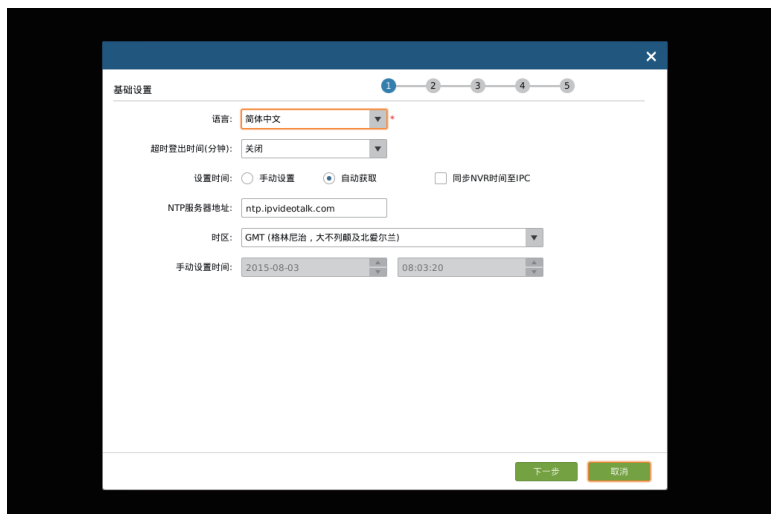 基础设置 1 2 3 4 5
语言: 简体中文 *
超时登出时间(分钟): 关闭
设置时间: 手动设置 自动获取 同步NVR时间至IPC
NTP服务器地址: ntp.ipvideotalk.com
时区: GMT (格林尼治，大不列颠及北爱尔兰)
手动设置时间: 2015-08-03 08:03:20
下一步 取消